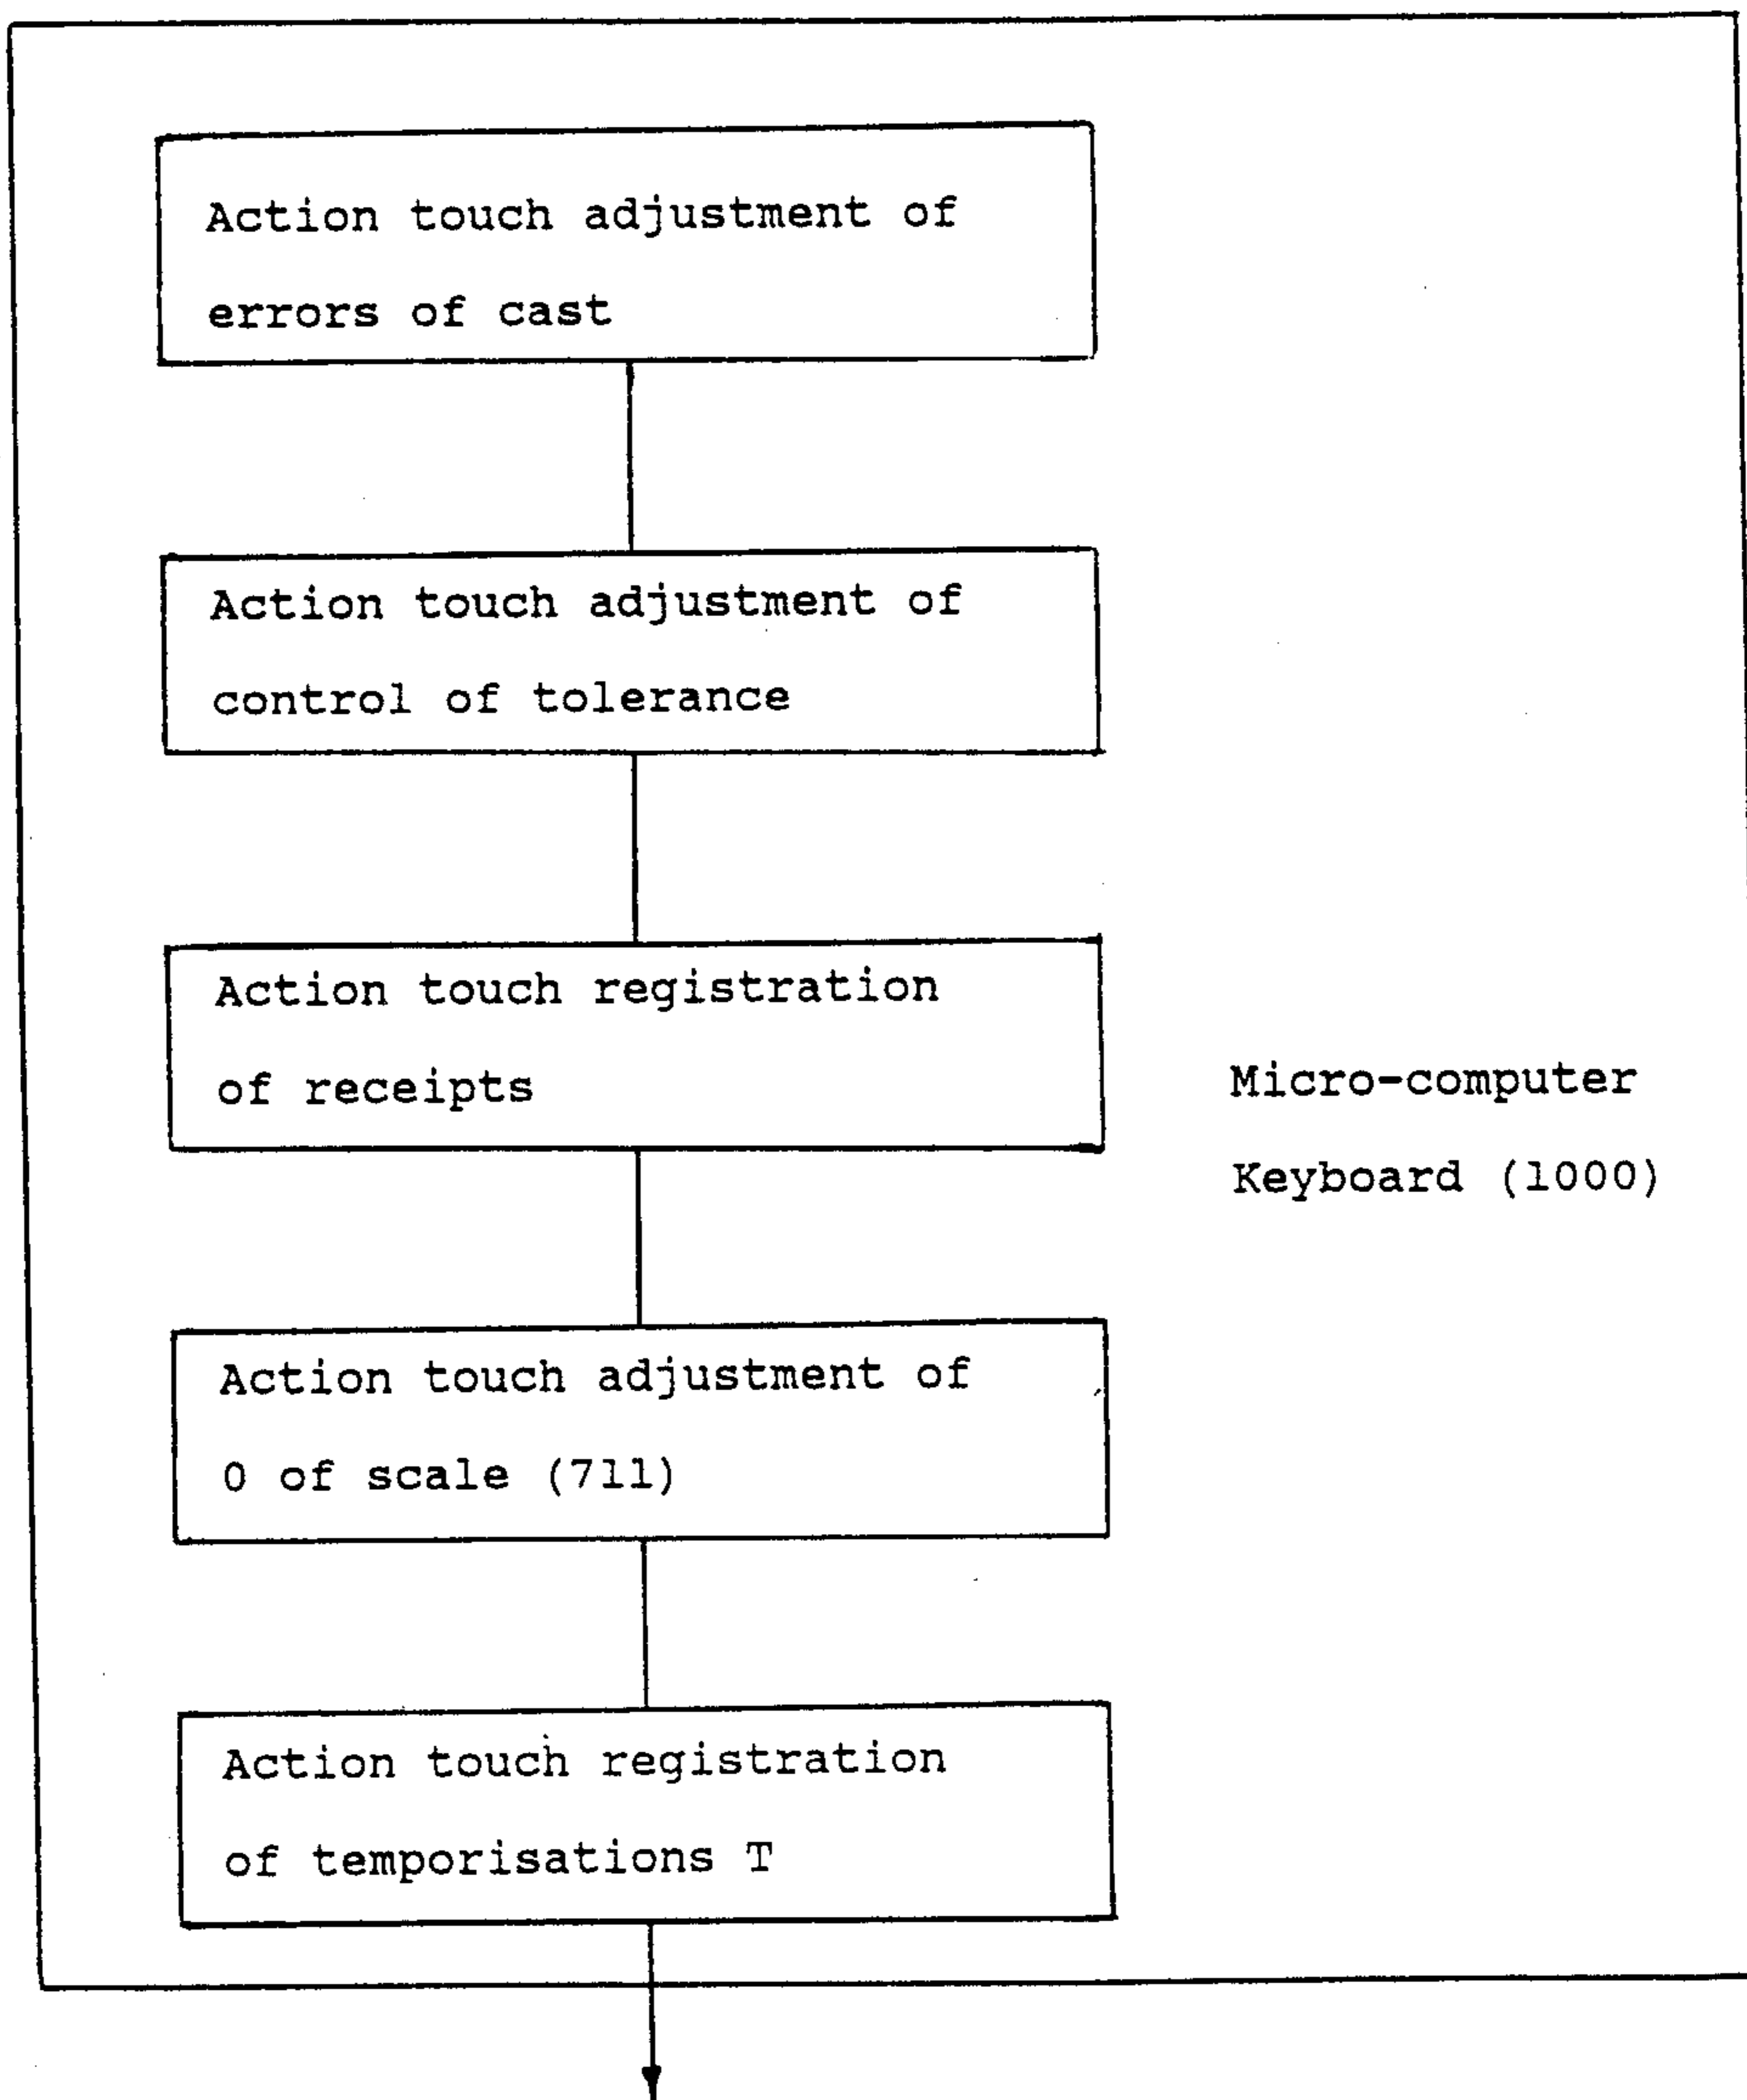 Action touch adjustment of
errors of cast
Action touch adjustment of
control of tolerance
Action touch registration
of receipts
Micro-computer
Keyboard (1000)
Action touch adjustment of
0 of scale (711)
Action touch registration
of temporisations T